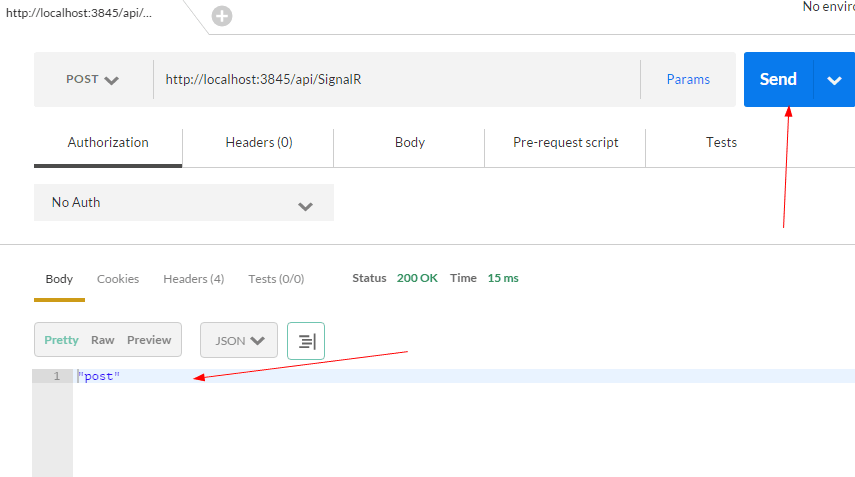 http://localhost:3845/api/...
No enviro
POST http://localhost:3845/api/SignalR Params Send
Authorization Headers (0) Body Pre-request script Tests
No Auth
Body Cookies Headers (4) Tests (0/0) Status 200 OK Time 15 ms
Pretty Raw Preview JSON
1 "post"